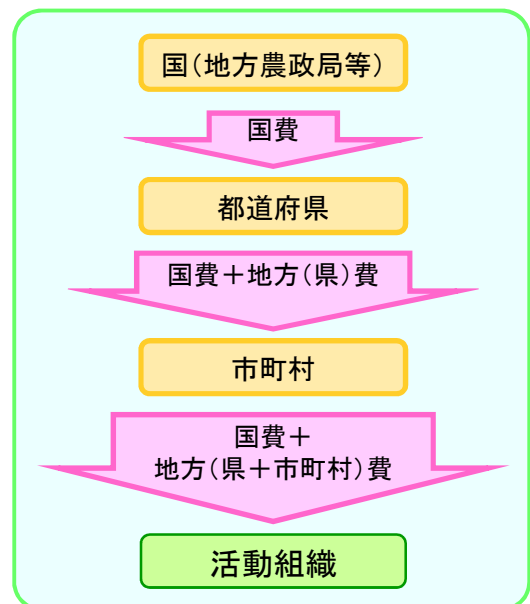 国(地方農政局等)
国費
都道府県
国費＋地方(県)費
市町村
国費＋
地方(県＋市町村)費
活動組織